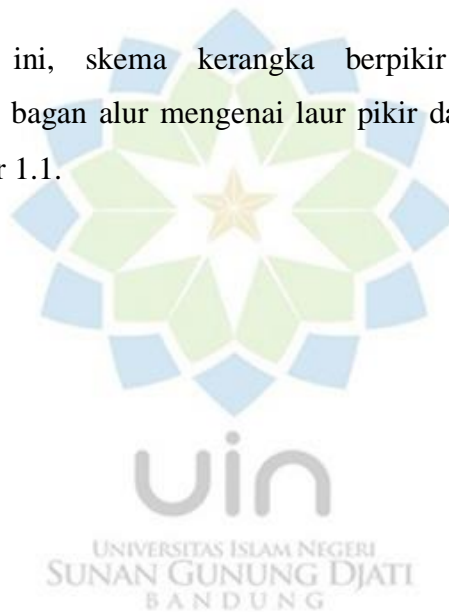 ini, skema kerangka berpikir
bagan alur mengenai laur pikir da
r 1.1.
uin
UNIVERSITAS ISLAM NEGERI
SUNAN GUNUNG DJATI
BANDUNG